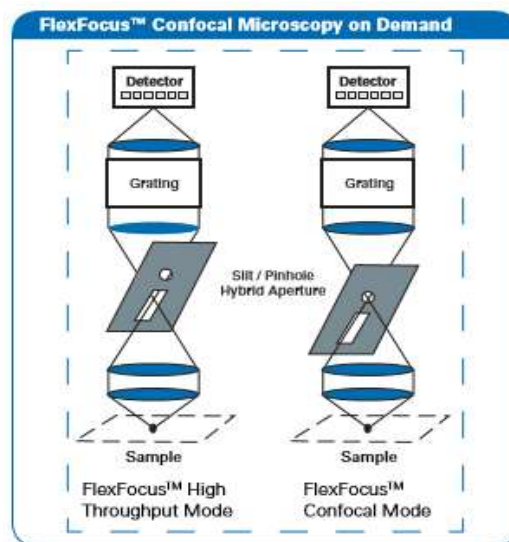 FlexFocus™ Confocal Microscopy on Demand
Detector
Detector
Grating
Grating
Slit / Pinhole
Hybrid Aperture
Sample
Sample
FlexFocus™ High
Throughput Mode
FlexFocus™
Confocal Mode